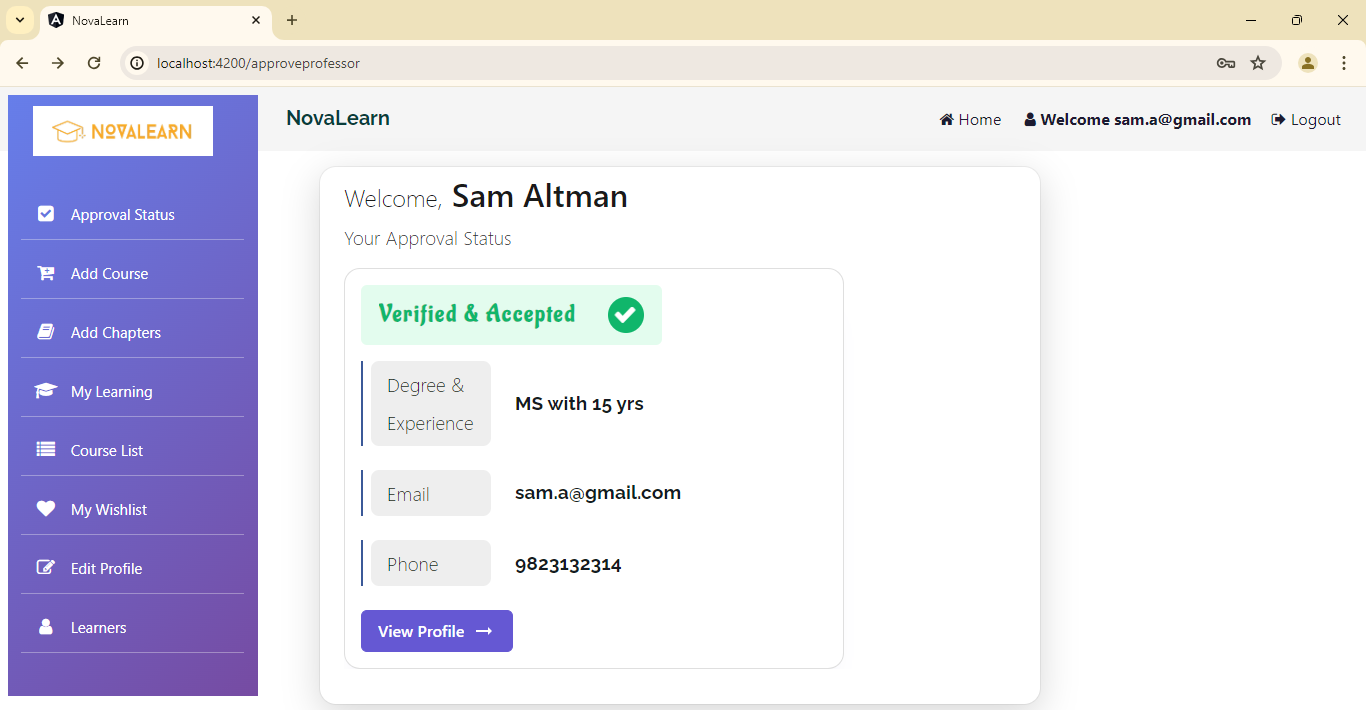 NovaLearn
localhost:4200/approveprofessor
NOVALEARN
NovaLearn
Home
Welcome sam.a@gmail.com
Logout
Approval Status
Add Course
Add Chapters
My Learning
Course List
My Wishlist
Edit Profile
Learners
Welcome, Sam Altman
Your Approval Status
Verified & Accepted
Degree &
Experience
MS with 15 yrs
Email
sam.a@gmail.com
Phone
9823132314
View Profile